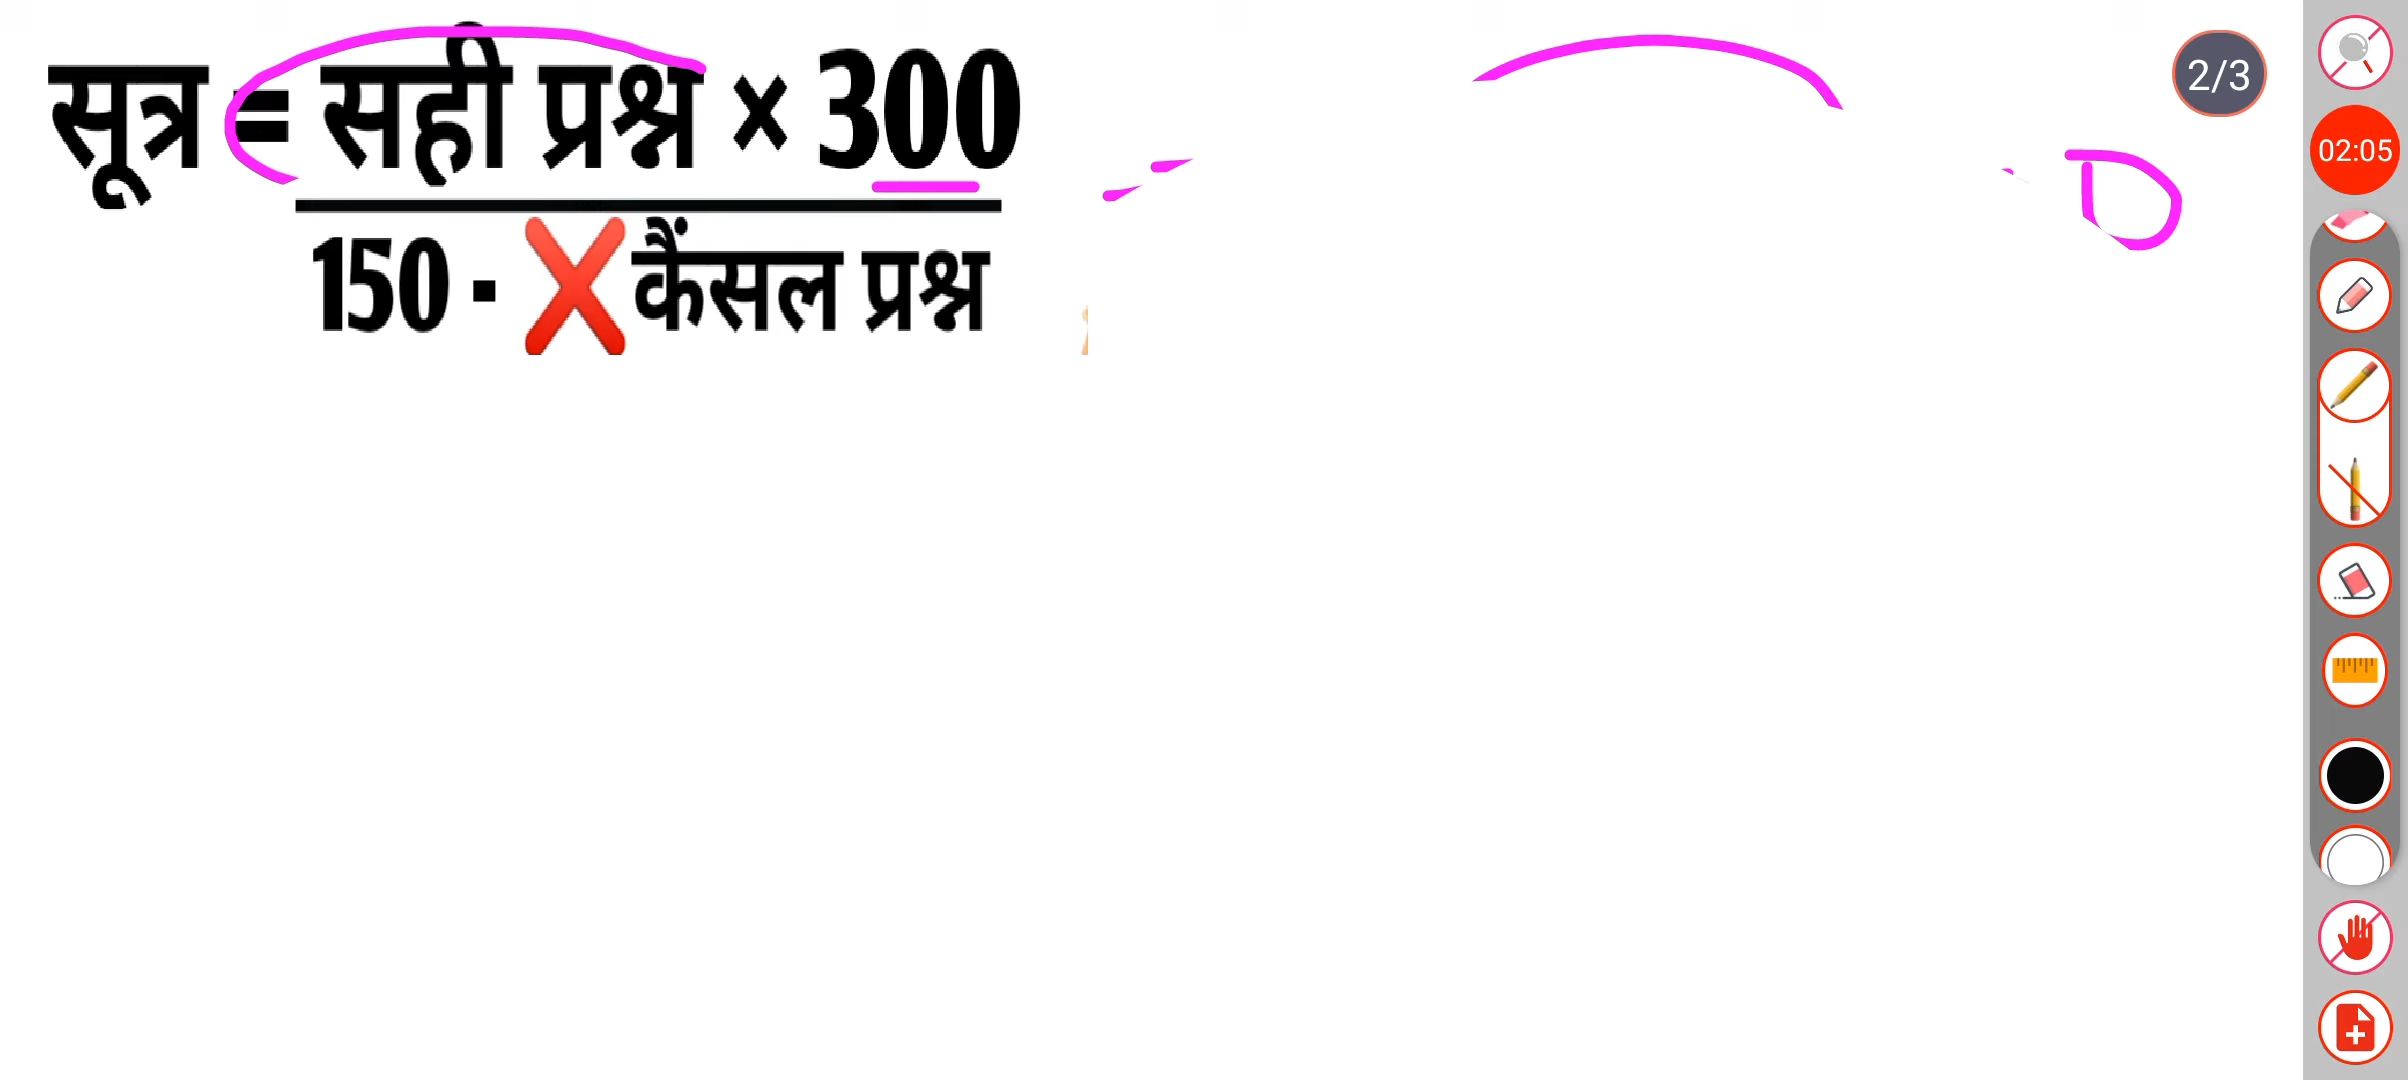 सूत्र = सही प्रश्न × 300
150 - ❌कैंसल प्रश्न
2/3
02:05